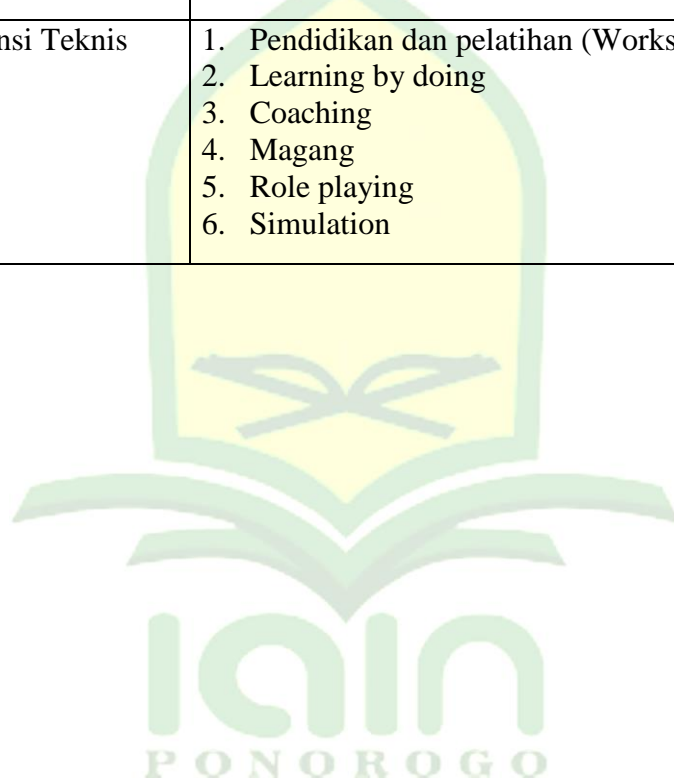 nsi Teknis
1. Pendidikan dan pelatihan (Works
2. Learning by doing
3. Coaching
4. Magang
5. Role playing
6. Simulation
iain
PONOROGO